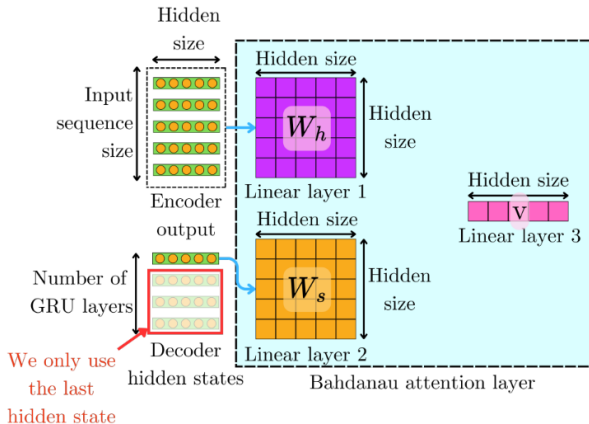 Hidden
size
Input
sequence
size
Encoder
output
Hidden size
W_h
Hidden
size
Linear layer 1
Hidden size
V
Linear layer 3
Number of
GRU layers
Decoder
hidden states
Hidden size
W_s
Hidden
size
Linear layer 2
We only use
the last
hidden state
Bahdanau attention layer